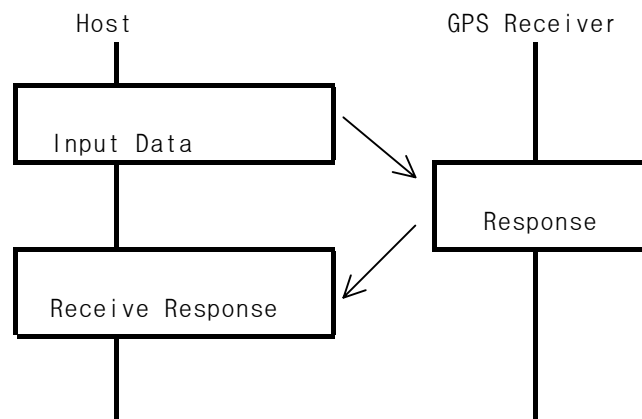 Host
GPS Receiver
Input Data
Response
Receive Response